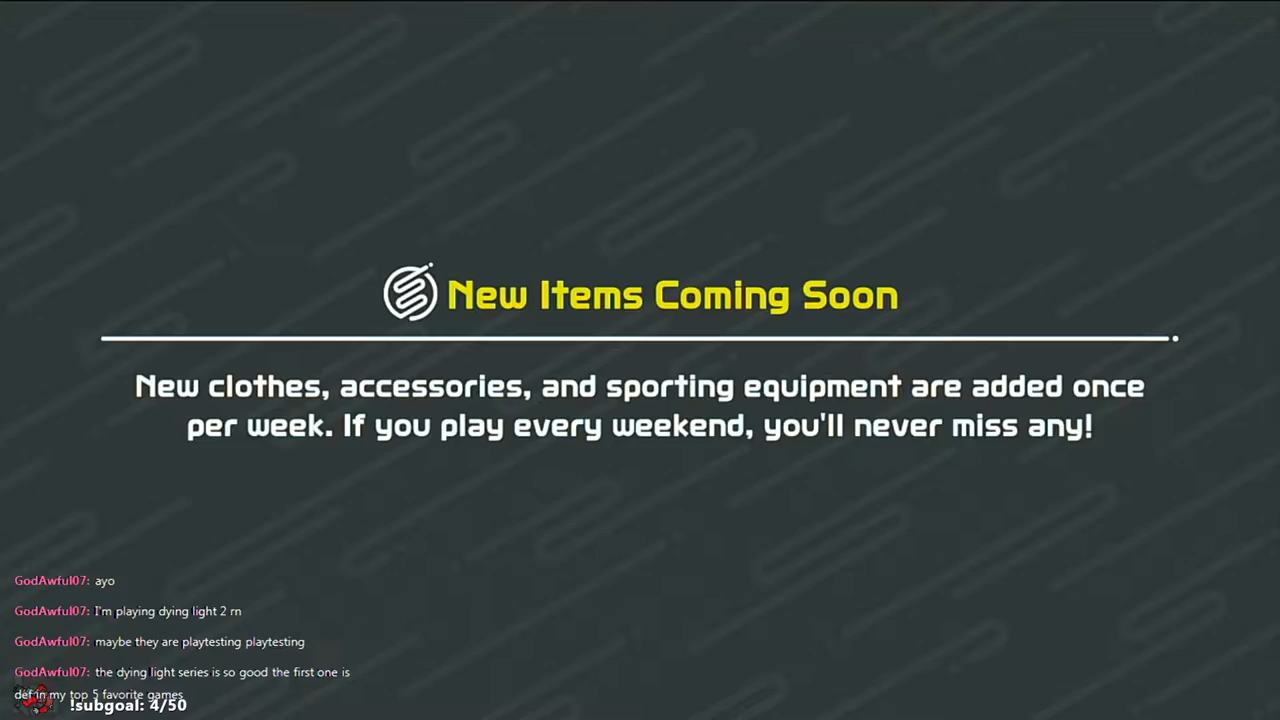 New Items Coming Soon
New clothes, accessories, and sporting equipment are added once
per week. If you play every weekend, you'll never miss any!
GodAwful07: ayo
GodAwful07: I'm playing dying light 2 rn
GodAwful07: maybe they are playtesting playtesting
GodAwful07: the dying light series is so good the first one is
def in my top 5 favorite games
!subgoal: 4/50